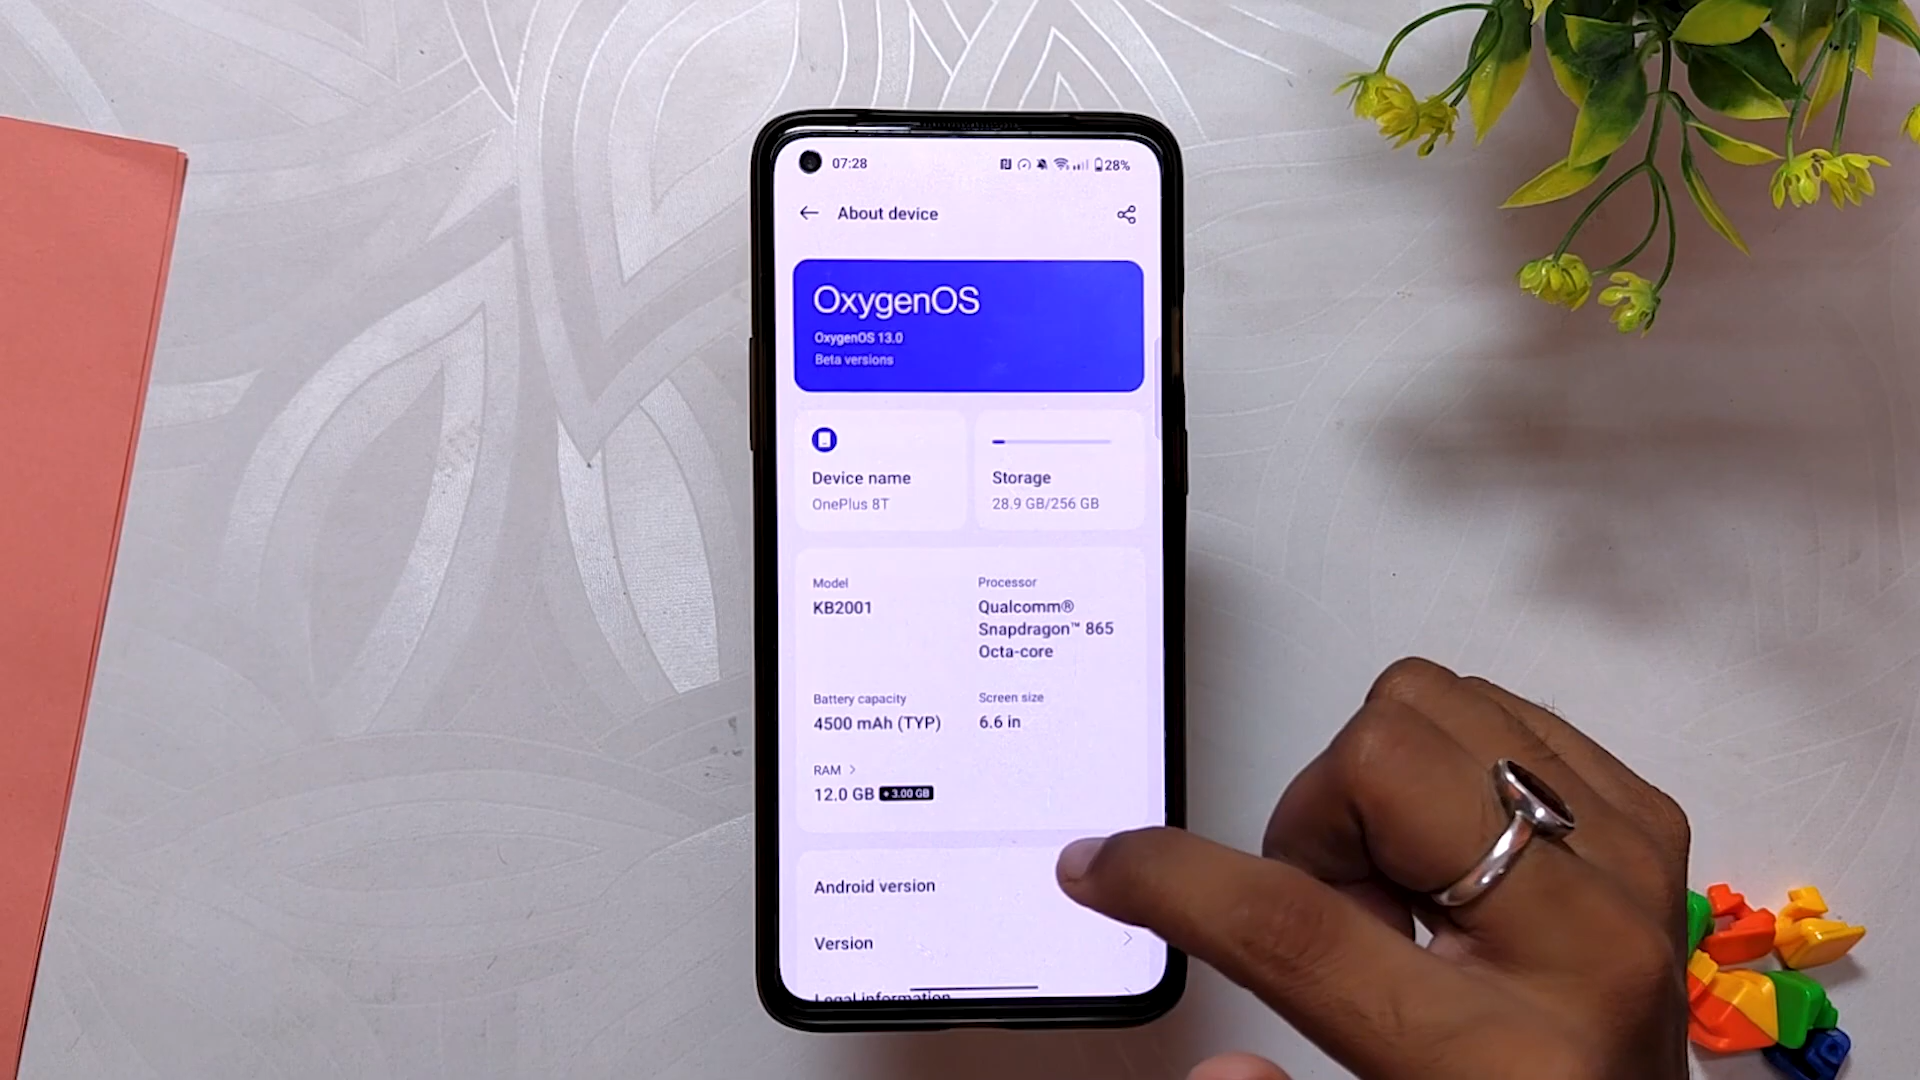 07:28
28%
About device
OxygenOS
OxygenOS 13.0
Beta versions
Device name
OnePlus 8T
Storage
28.9 GB/256 GB
Model
KB2001
Processor
Qualcomm®
Snapdragon™ 865
Octa-core
Battery capacity
4500 mAh (TYP)
Screen size
6.6 in
RAM >
12.0 GB + 3.00 GB
Android version
Version
Legal information